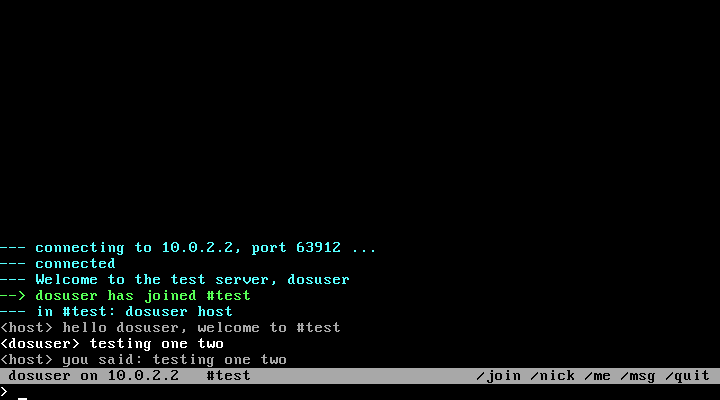 --- connecting to 10.0.2.2, port 63912 ...
--- connected
--- Welcome to the test server, dosuser
--> dosuser has joined #test
--- in #test: dosuser host
<host> hello dosuser, welcome to #test
<dosuser> testing one two
<host> you said: testing one two
dosuser on 10.0.2.2   #test   /join /nick /me /msg /quit
> _